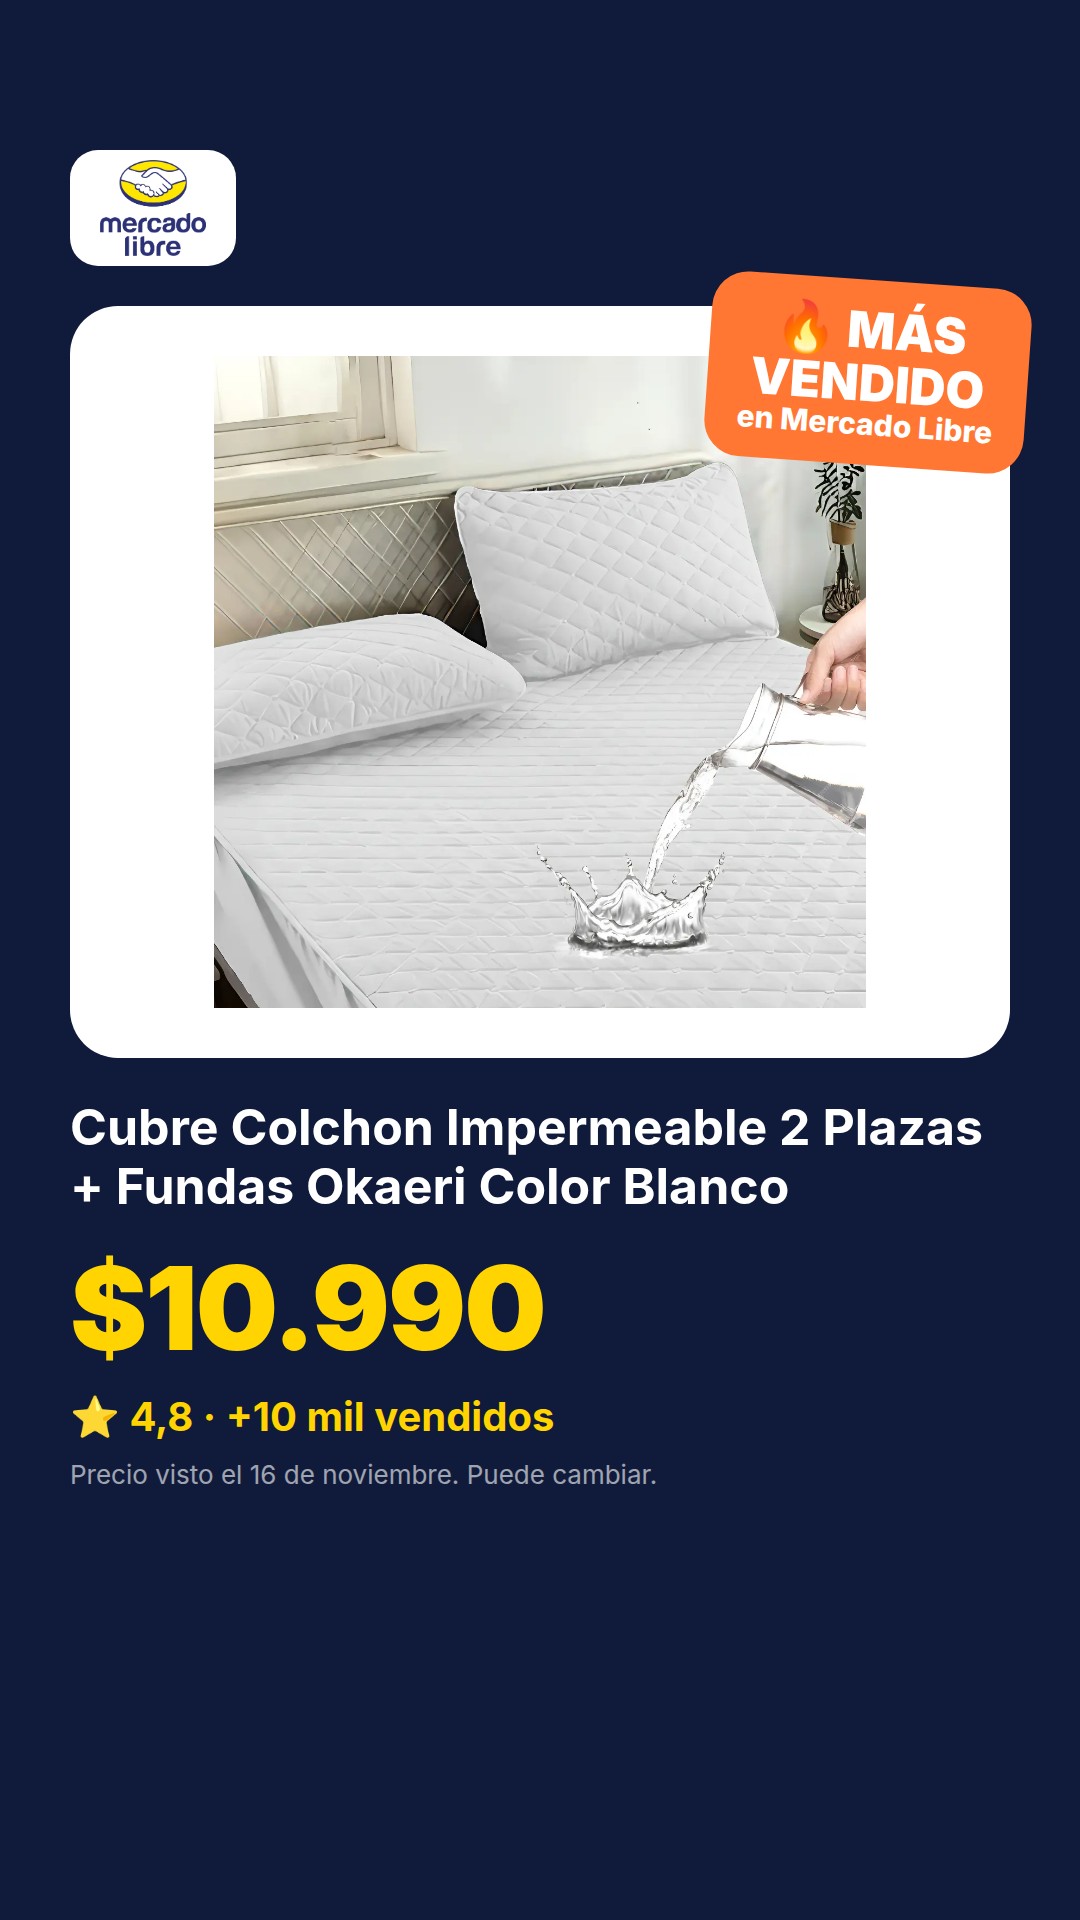 mercado
libre
🔥 MÁS
VENDIDO
en Mercado Libre
Cubre Colchon Impermeable 2 Plazas
+ Fundas Okaeri Color Blanco
$10.990
⭐ 4,8 · +10 mil vendidos
Precio visto el 16 de noviembre. Puede cambiar.